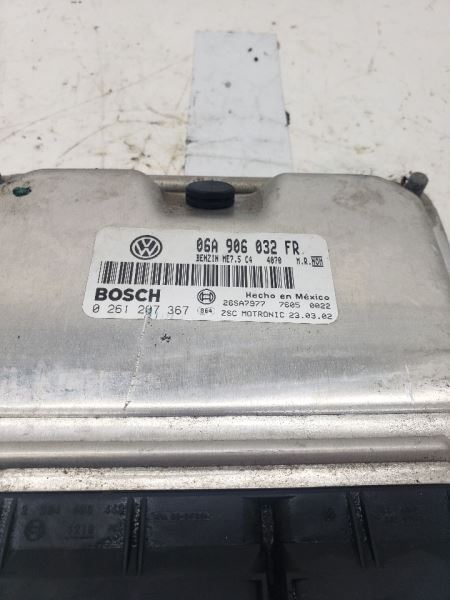 06A 906 032 FR
BENZIN ME7.5 C4 4070 M.R.
BOSCH
Hecho en México
26SA7977 7605 0022
0 261 207 367 964 ZSC MOTRONIC 23.03.02